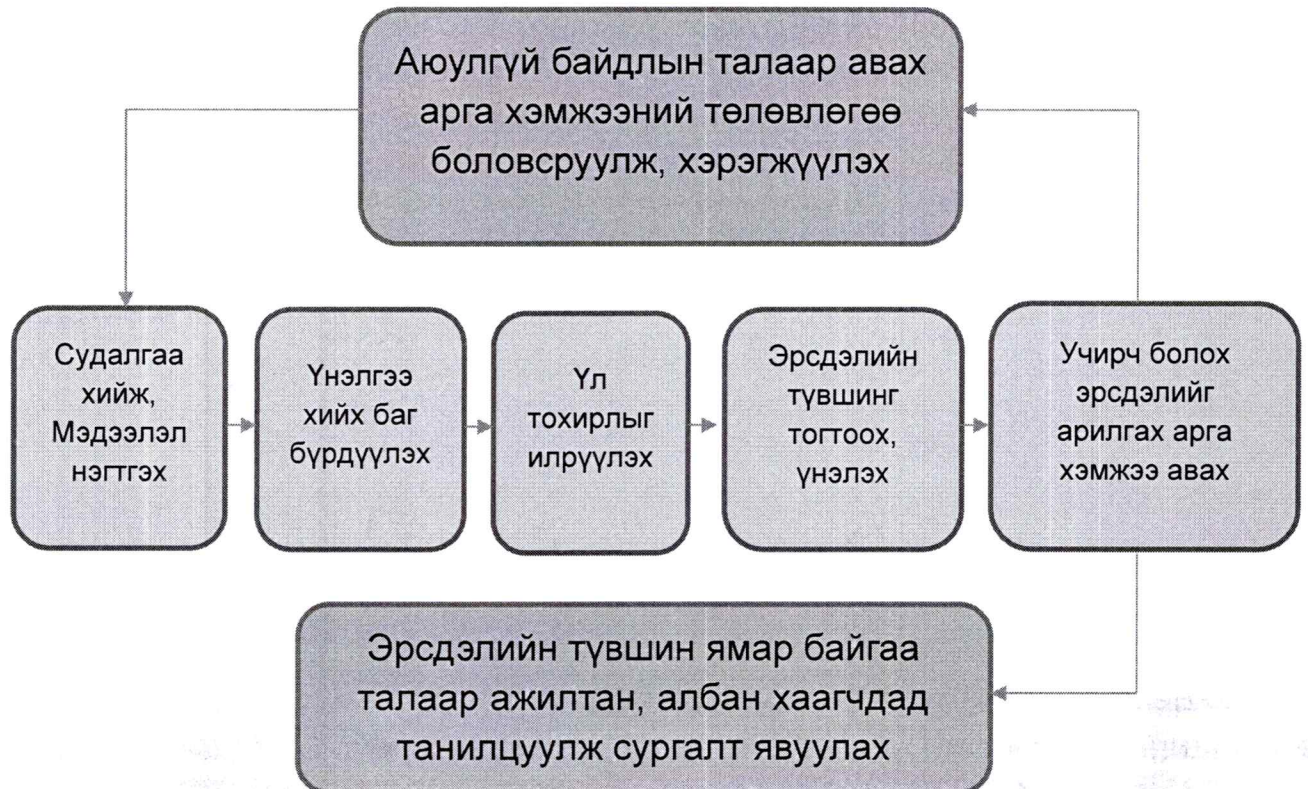 Аюулгүй байдлын талаар авах
арга хэмжээний төлөвлөгөө
боловсруулж, хэрэгжүүлэх
Судалгаа
хийж,
Мэдээлэл
нэгтгэх
Үнэлгээ
хийх баг
бүрдүүлэх
Үл
тохирлыг
илрүүлэх
Эрсдэлийн
түвшинг
тогтоох,
үнэлэх
Учирч болох
эрсдэлийг
арилгах арга
хэмжээ авах
Эрсдэлийн түвшин ямар байгаа
талаар ажилтан, албан хаагчдад
танилцуулж сургалт явуулах